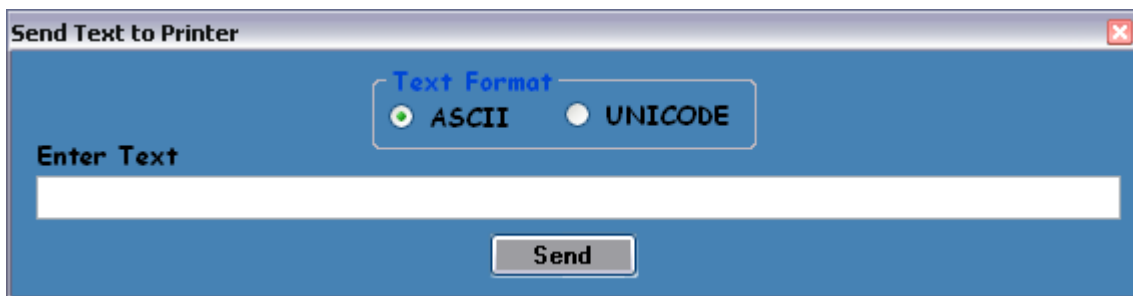 Send Text to Printer
Text Format
ASCII UNICODE
Enter Text
Send